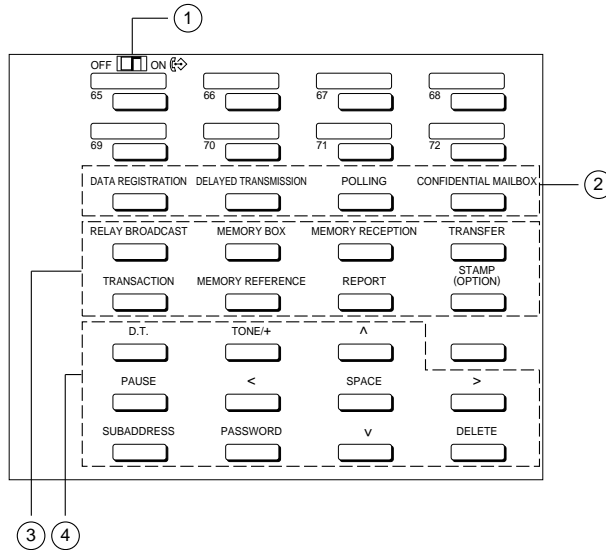 1
OFF ON
65 66 67 68
69 70 71 72
DATA REGISTRATION DELAYED TRANSMISSION POLLING CONFIDENTIAL MAILBOX
2
RELAY BROADCAST MEMORY BOX MEMORY RECEPTION TRANSFER
TRANSACTION MEMORY REFERENCE REPORT STAMP
(OPTION)
D.T. TONE/+ ^
PAUSE < SPACE >
SUBADDRESS PASSWORD v DELETE
3 4